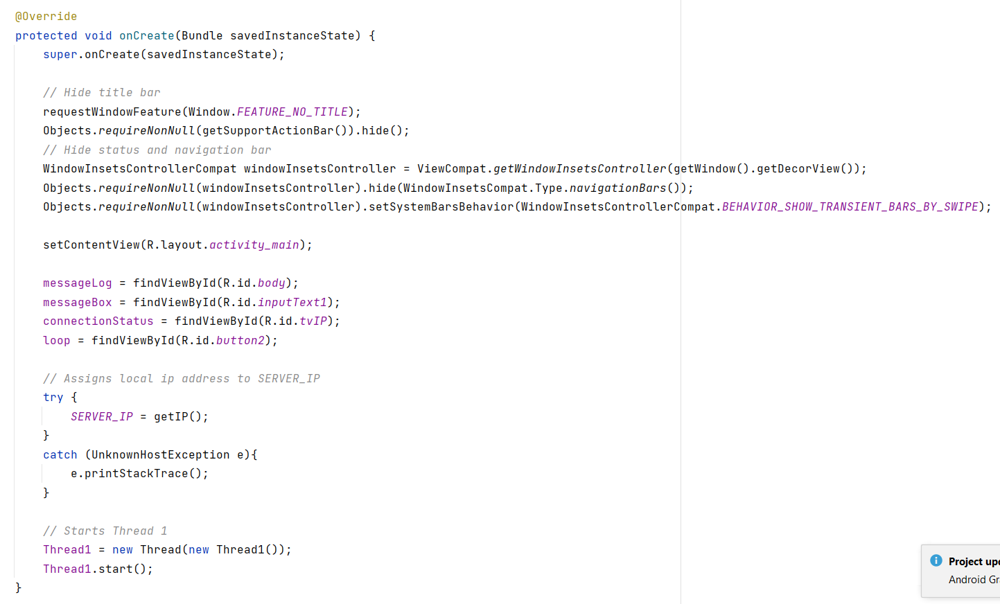 @Override
protected void onCreate(Bundle savedInstanceState) {
    super.onCreate(savedInstanceState);

    // Hide title bar
    requestWindowFeature(Window.FEATURE_NO_TITLE);
    Objects.requireNonNull(getSupportActionBar()).hide();
    // Hide status and navigation bar
    WindowInsetsControllerCompat windowInsetsController = ViewCompat.getWindowInsetsController(getWindow().getDecorView());
    Objects.requireNonNull(windowInsetsController).hide(WindowInsetsCompat.Type.navigationBars());
    Objects.requireNonNull(windowInsetsController).setSystemBarsBehavior(WindowInsetsControllerCompat.BEHAVIOR_SHOW_TRANSIENT_BARS_BY_SWIPE);

    setContentView(R.layout.activity_main);

    messageLog = findViewById(R.id.body);
    messageBox = findViewById(R.id.inputText1);
    connectionStatus = findViewById(R.id.tvIP);
    loop = findViewById(R.id.button2);

    // Assigns local ip address to SERVER_IP
    try {
        SERVER_IP = getIP();
    }
    catch (UnknownHostException e){
        e.printStackTrace();
    }

    // Starts Thread 1
    Thread1 = new Thread(new Thread1());
    Thread1.start();
}
Project upd
Android Gr